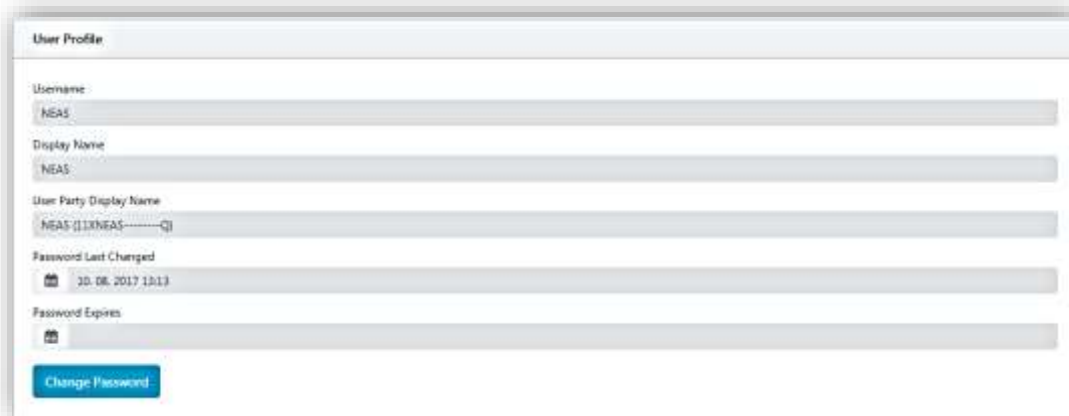 User Profile
Username
NEAS
Display Name
NEAS
User Party Display Name
NEAS (11XNEAS---------Q)
Password Last Changed
10. 08. 2017 13:13
Password Expires
Change Password